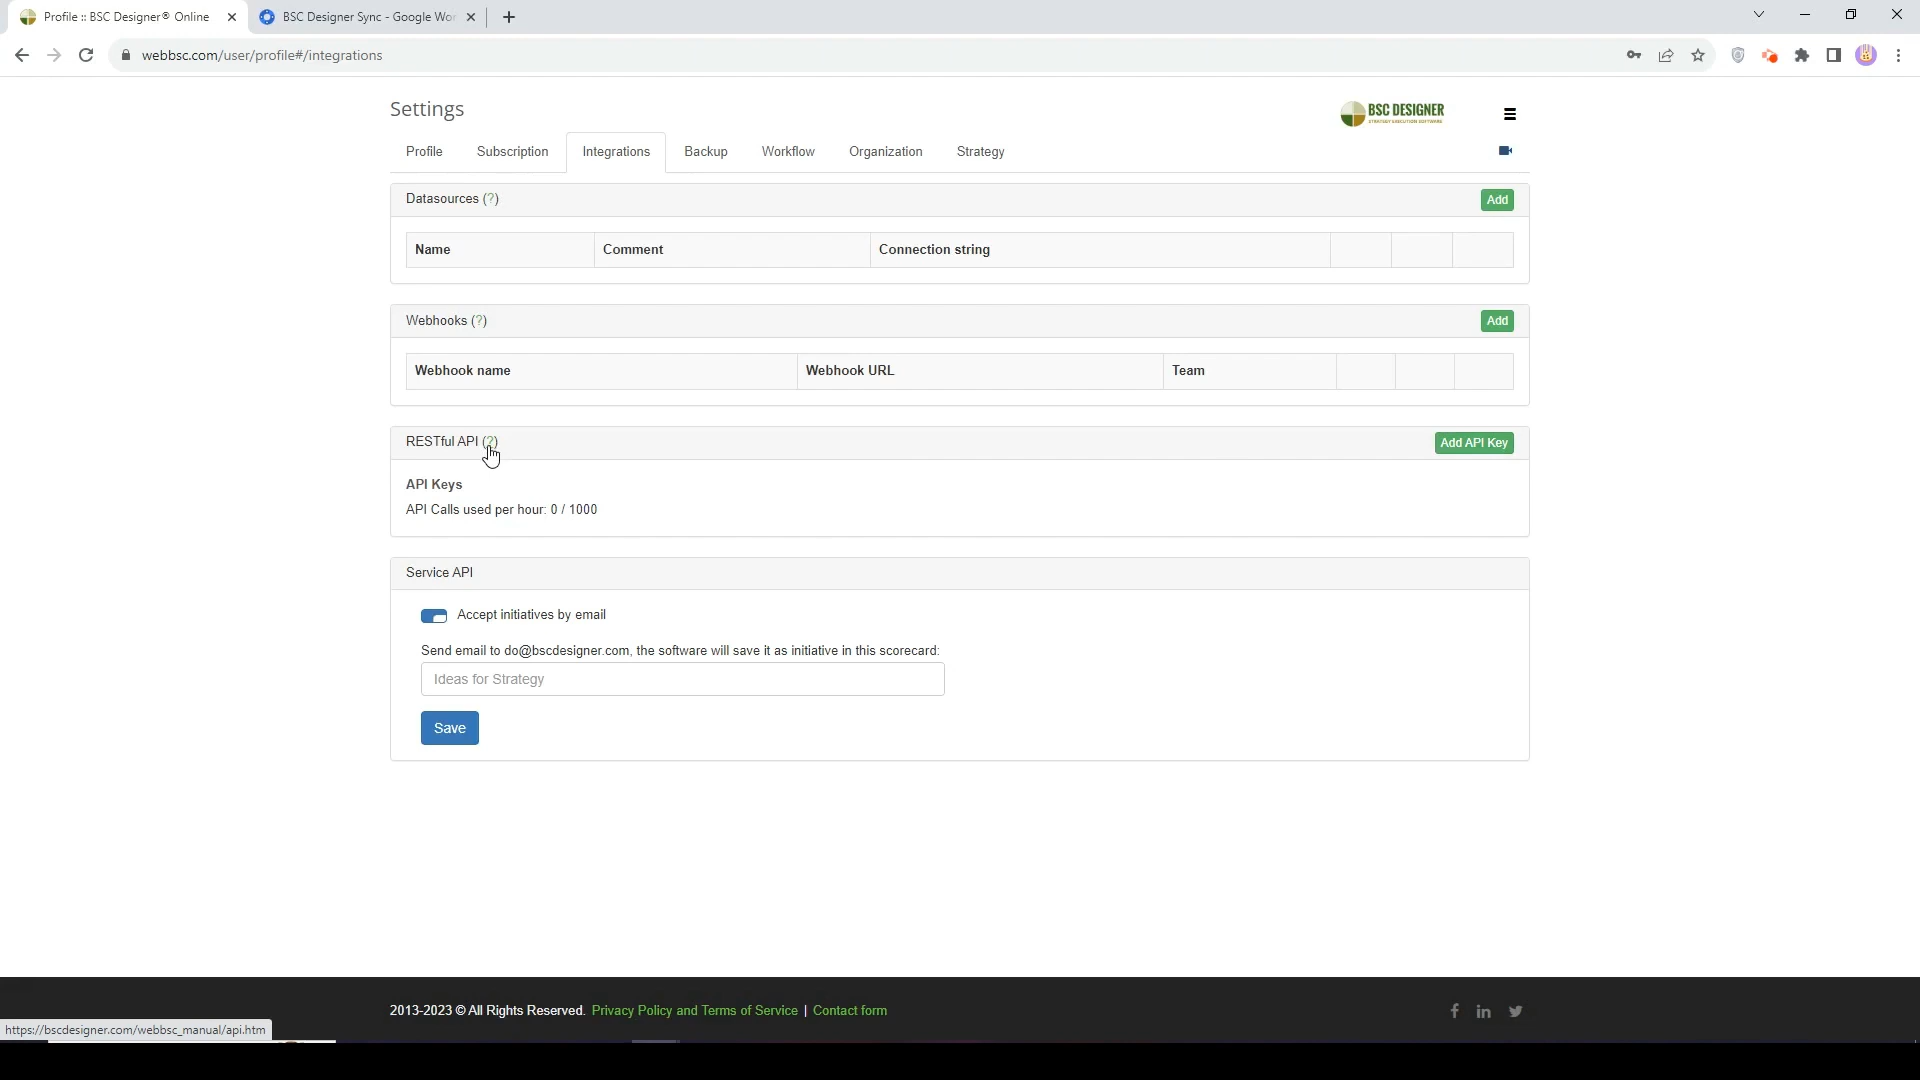 Profile :: BSC Designer® Online
BSC Designer Sync - Google Wor
webbsc.com/user/profile#/integrations
Settings
BSC DESIGNER
STRATEGY EXECUTION SOFTWARE
Profile Subscription Integrations Backup Workflow Organization Strategy
Datasources (?) Add
Name Comment Connection string
Webhooks (?) Add
Webhook name Webhook URL Team
RESTful API (?) Add API Key
API Keys
API Calls used per hour: 0 / 1000
Service API
Accept initiatives by email
Send email to do@bscdesigner.com, the software will save it as initiative in this scorecard:
Ideas for Strategy
Save
2013-2023 © All Rights Reserved. Privacy Policy and Terms of Service | Contact form
https://bscdesigner.com/webbsc_manual/api.htm